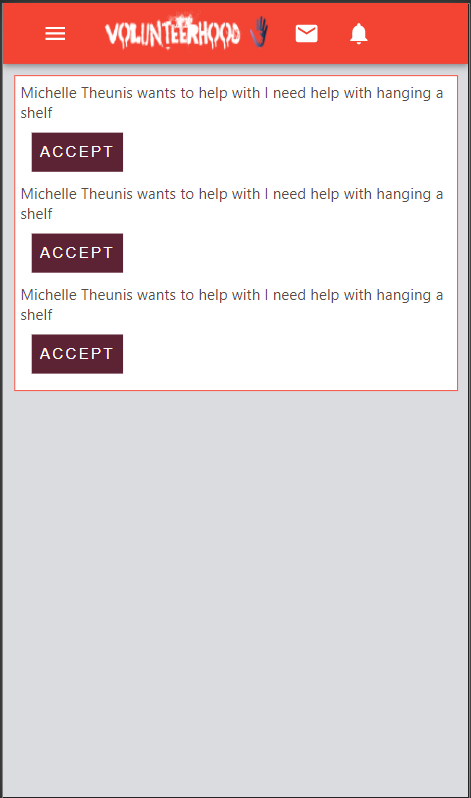 VOLUNTEERHOOD
Michelle Theunis wants to help with I need help with hanging a
shelf
ACCEPT
Michelle Theunis wants to help with I need help with hanging a
shelf
ACCEPT
Michelle Theunis wants to help with I need help with hanging a
shelf
ACCEPT